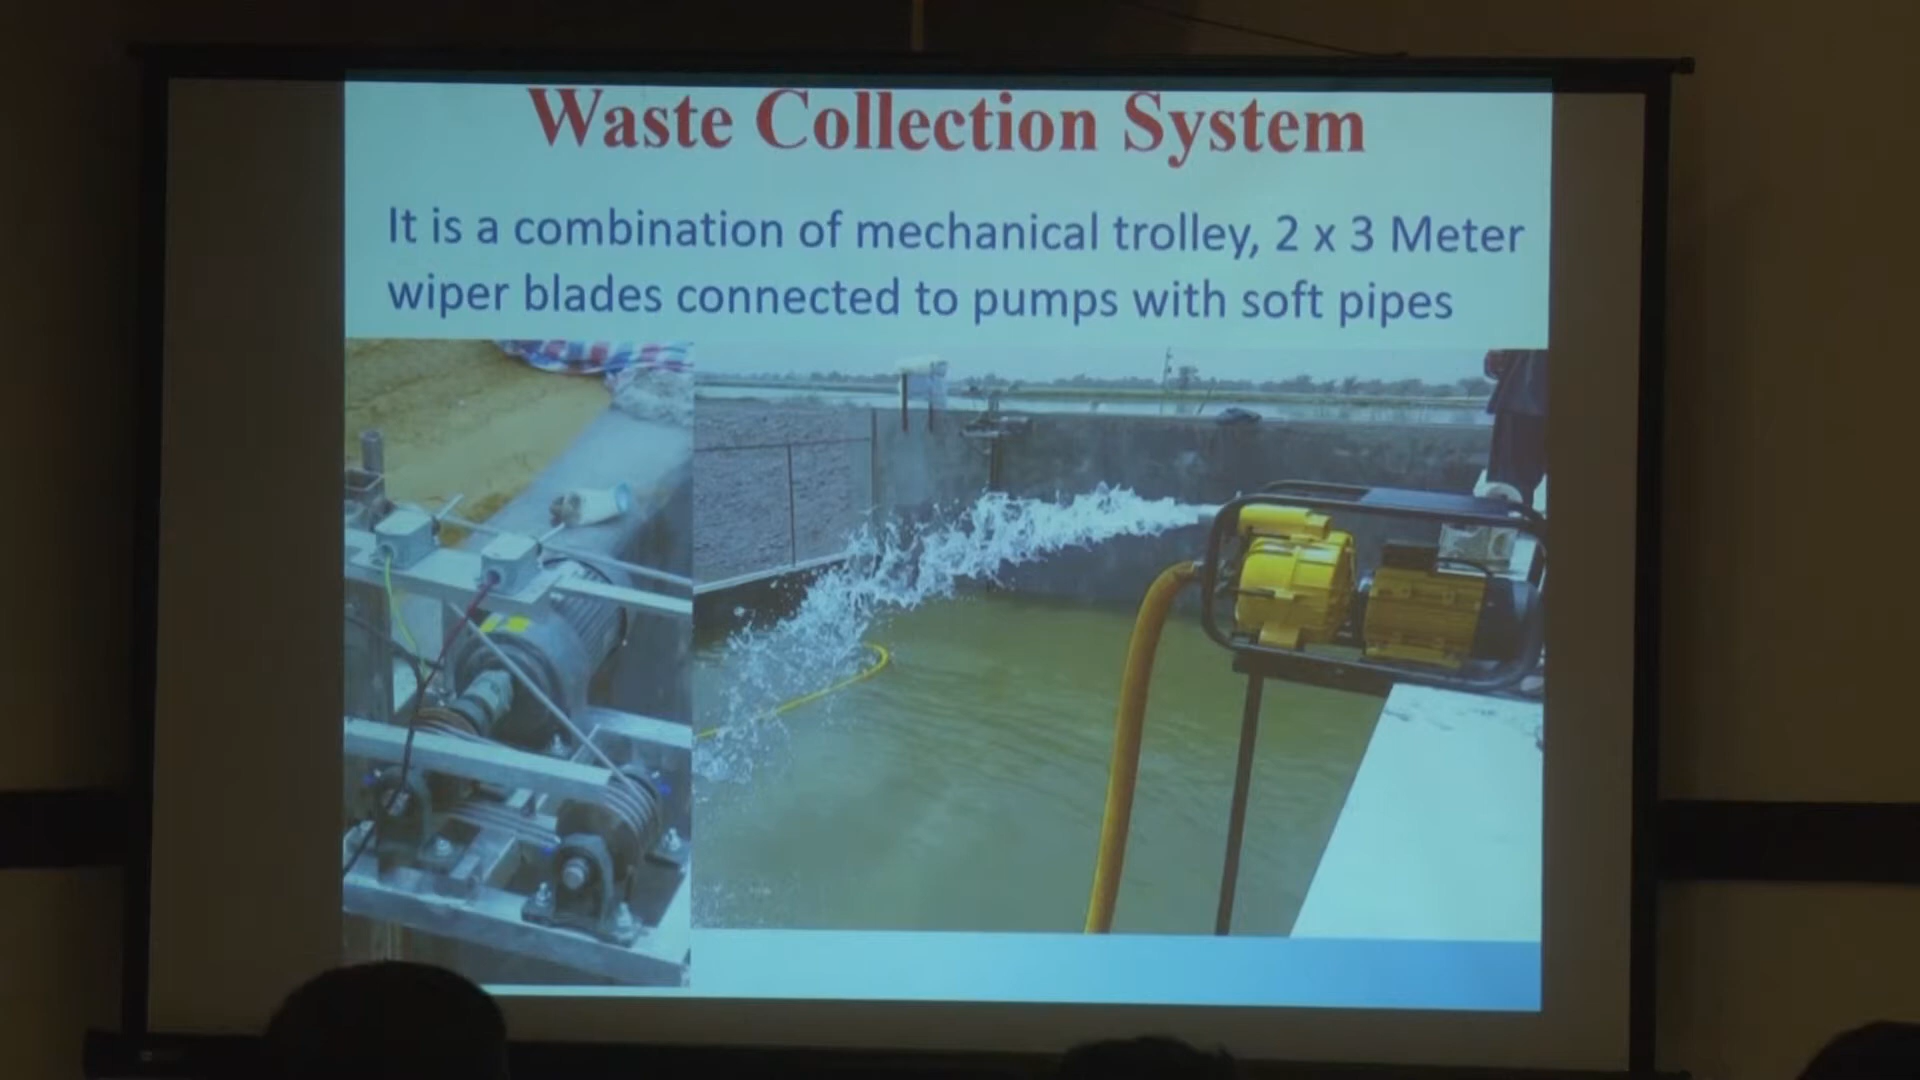 Waste Collection System
It is a combination of mechanical trolley, 2 x 3 Meter
wiper blades connected to pumps with soft pipes